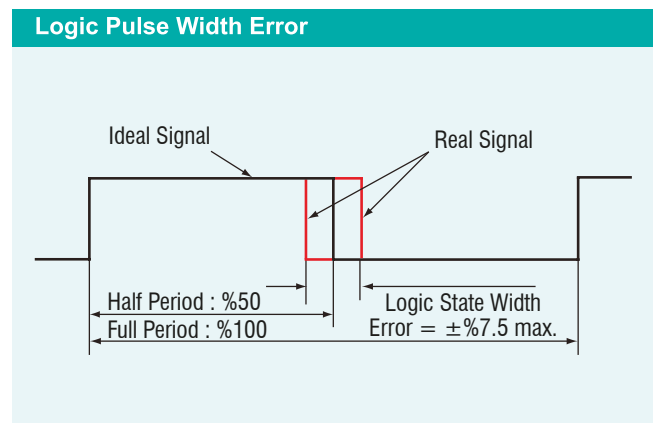 Logic Pulse Width Error
Ideal Signal
Real Signal
Half Period : %50
Full Period : %100
Logic State Width
Error = ±%7.5 max.